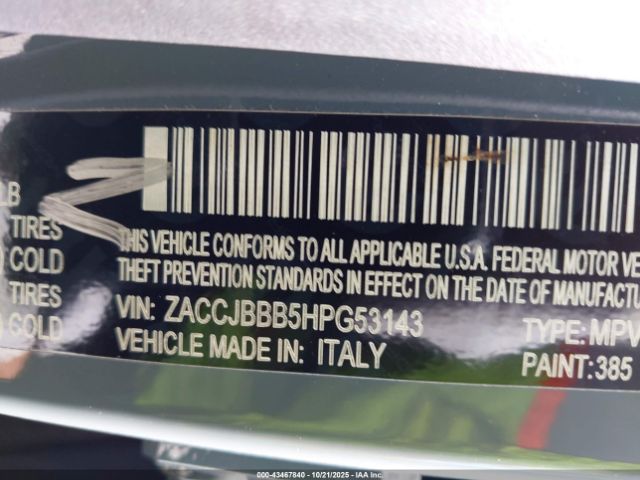 LB
TIRES
) COLD
TIRES
) COLD
THIS VEHICLE CONFORMS TO ALL APPLICABLE U.S.A. FEDERAL MOTOR VE
THEFT PREVENTION STANDARDS IN EFFECT ON THE DATE OF MANUFACTU
VIN: ZACCJBBB5HPG53143 TYPE: MPV
VEHICLE MADE IN: ITALY PAINT: 385
000-43467840 - 10/21/2025 - IAAI.com